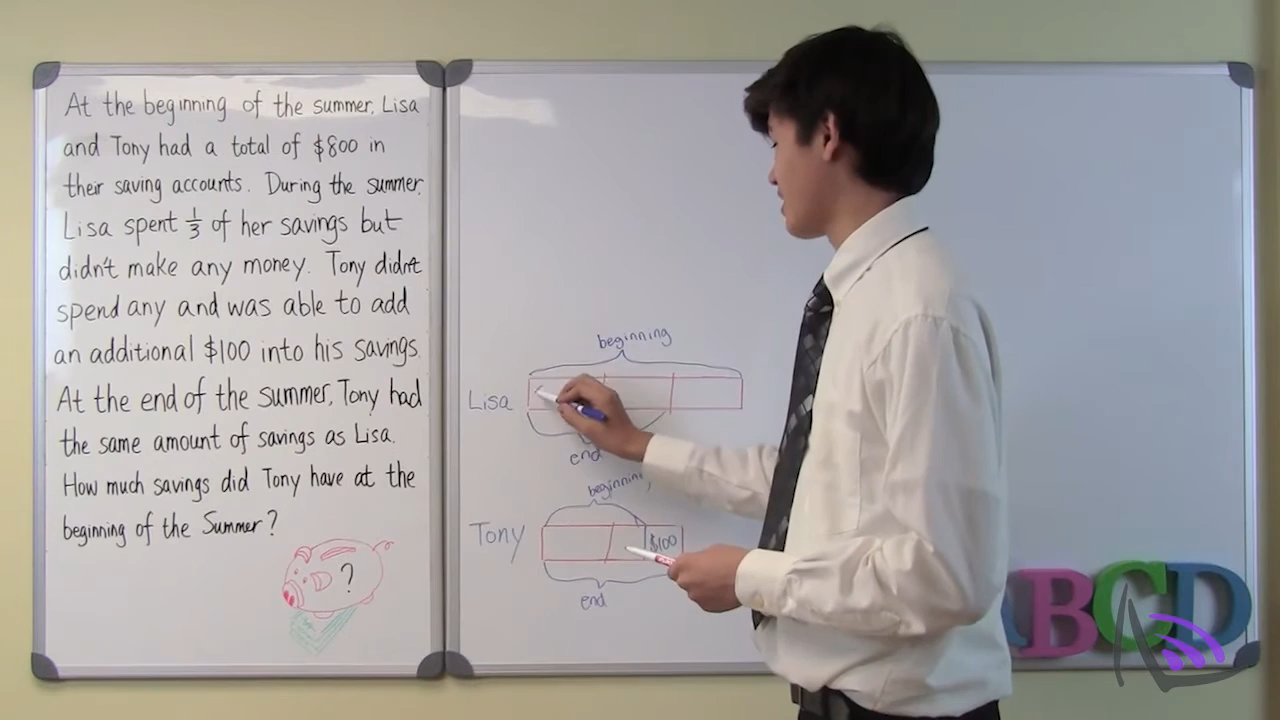 At the beginning of the summer, Lisa
and Tony had a total of $800 in
their saving accounts. During the summer,
Lisa spent 1/3 of her savings but
didn't make any money. Tony didn't
spend any and was able to add
an additional $100 into his savings.
At the end of the summer, Tony had
the same amount of savings as Lisa.
How much savings did Tony have at the
beginning of the Summer?
?
beginning
Lisa
end
beginning
Tony
$100
end
ABCD